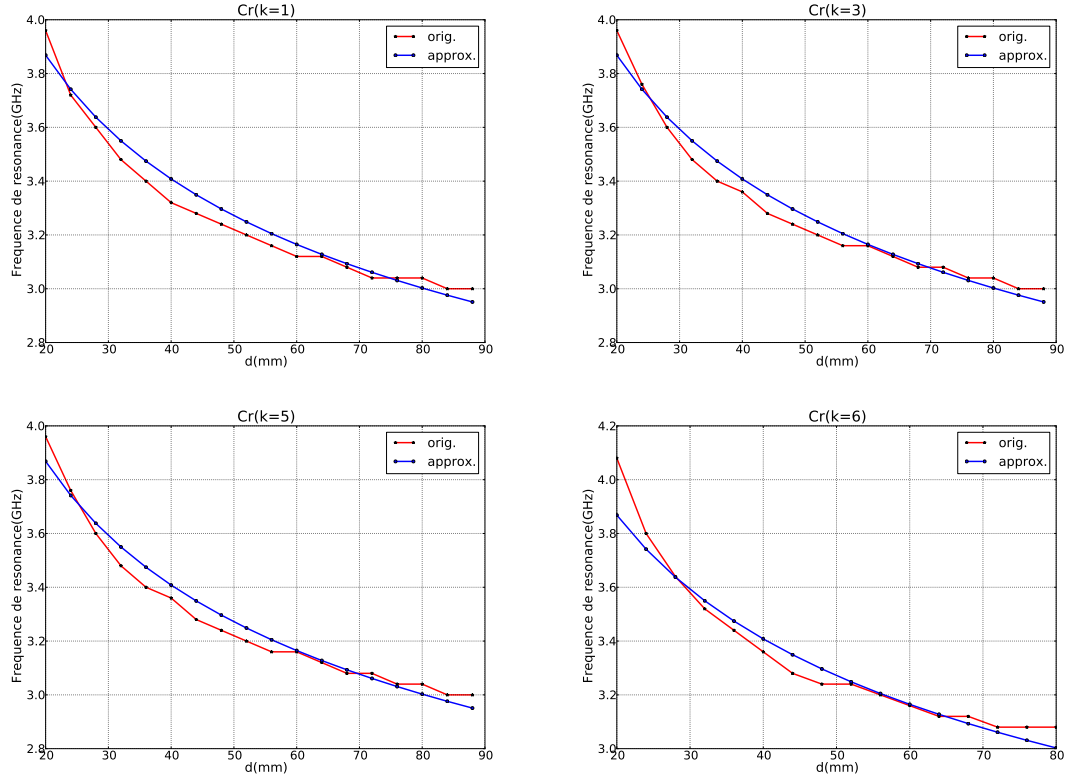 Cr(k=1)
4.0
3.8
3.6
3.4
3.2
3.0
2.8
Frequence de resonance(GHz)
orig.
approx.
20 30 40 50 60 70 80 90
d(mm)
Cr(k=3)
4.0
3.8
3.6
3.4
3.2
3.0
2.8
Frequence de resonance(GHz)
orig.
approx.
20 30 40 50 60 70 80 90
d(mm)
Cr(k=5)
4.0
3.8
3.6
3.4
3.2
3.0
2.8
Frequence de resonance(GHz)
orig.
approx.
20 30 40 50 60 70 80 90
d(mm)
Cr(k=6)
4.2
4.0
3.8
3.6
3.4
3.2
3.0
Frequence de resonance(GHz)
orig.
approx.
20 30 40 50 60 70 80
d(mm)